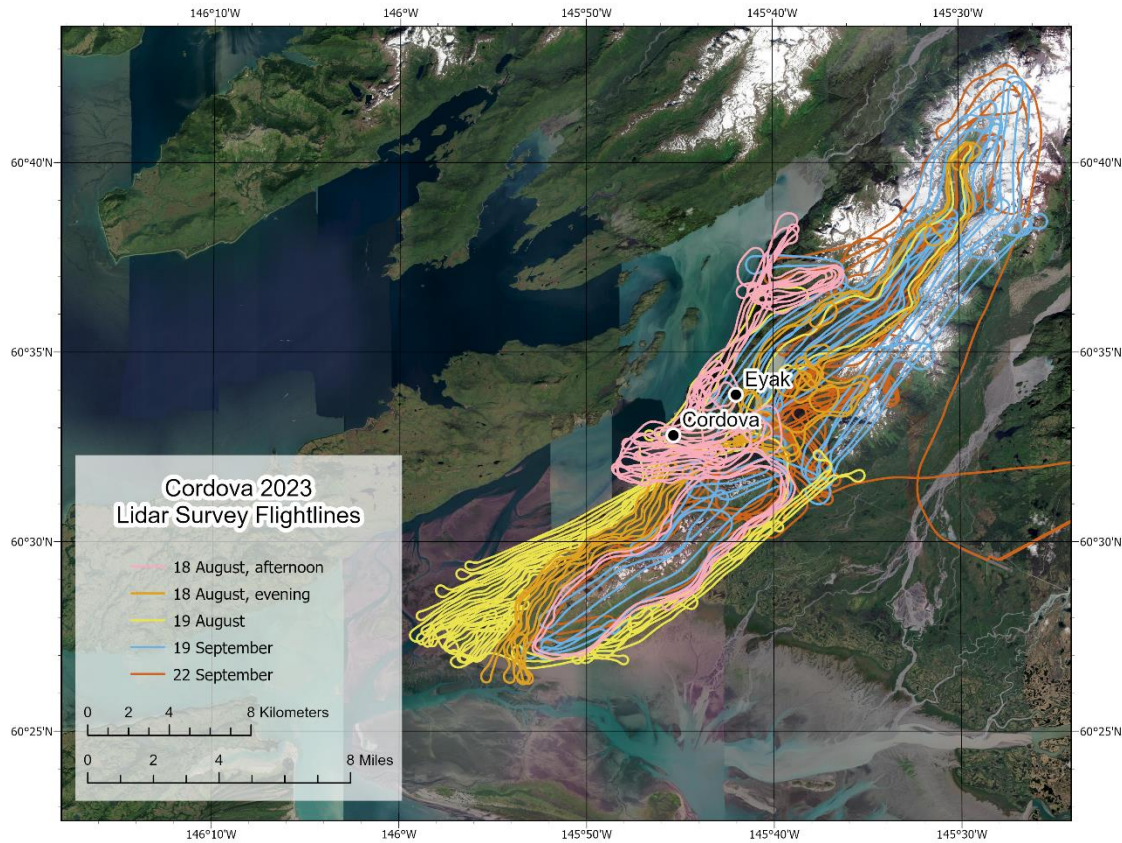 146°10'W 146°W 145°50'W 145°40'W 145°30'W
60°40'N 60°40'N
60°35'N 60°35'N
Eyak
Cordova
Cordova 2023
Lidar Survey Flightlines
60°30'N 60°30'N
18 August, afternoon
18 August, evening
19 August
19 September
22 September
0 2 4 8 Kilometers
60°25'N 60°25'N
0 2 4 8 Miles
146°10'W 146°W 145°50'W 145°40'W 145°30'W